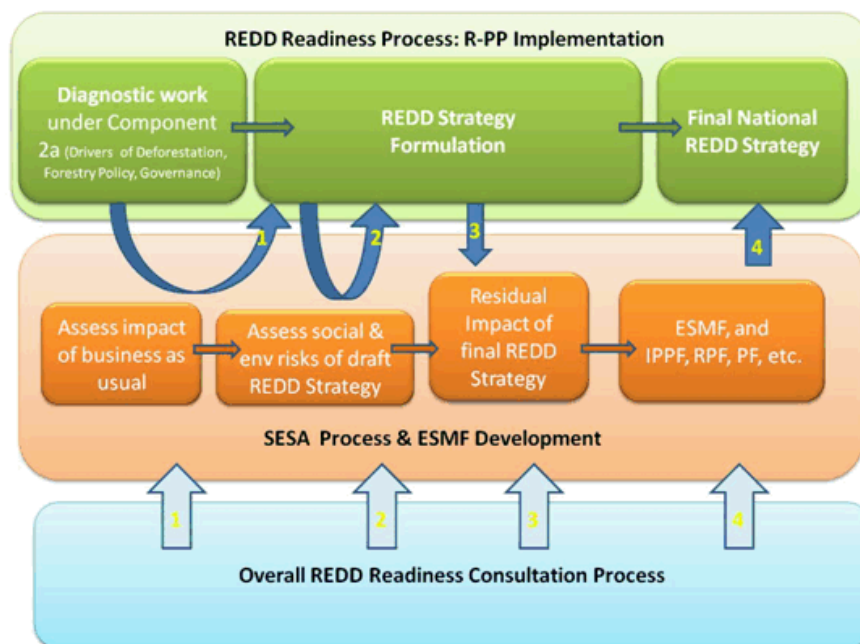 REDD Readiness Process: R-PP Implementation
Diagnostic work
under Component
2a (Drivers of Deforestation,
Forestry Policy, Governance)
REDD Strategy
Formulation
Final National
REDD Strategy
1
2
3
4
Assess impact
of business as
usual
Assess social &
env risks of draft
REDD Strategy
Residual
Impact of
final REDD
Strategy
ESMF, and
IPPF, RPF, PF, etc.
SESA Process & ESMF Development
1
2
3
4
Overall REDD Readiness Consultation Process